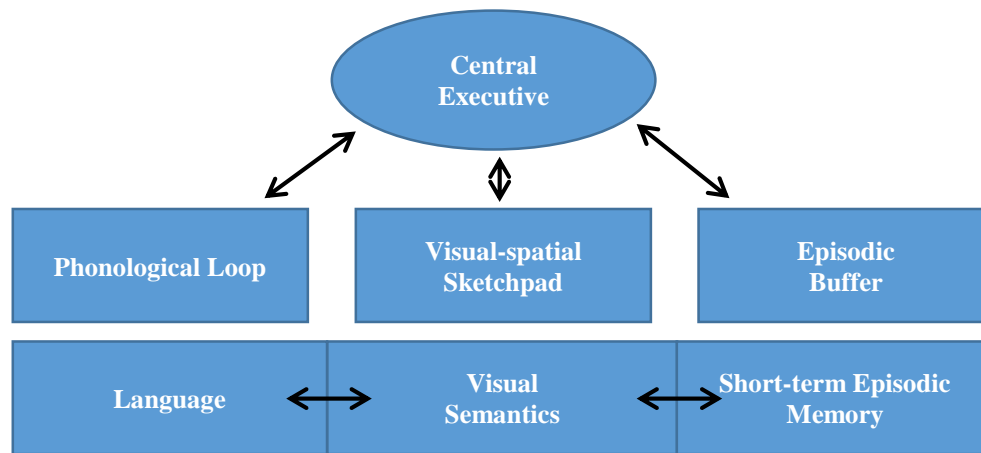 Central
Executive
Phonological Loop
Visual-spatial
Sketchpad
Episodic
Buffer
Language
Visual
Semantics
Short-term Episodic
Memory